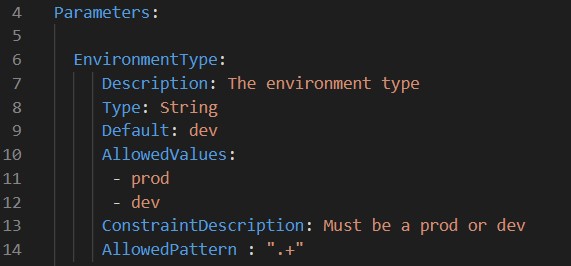 4 Parameters:
5
6 EnvironmentType:
7 Description: The environment type
8 Type: String
9 Default: dev
10 AllowedValues:
11 - prod
12 - dev
13 ConstraintDescription: Must be a prod or dev
14 AllowedPattern : ".+"